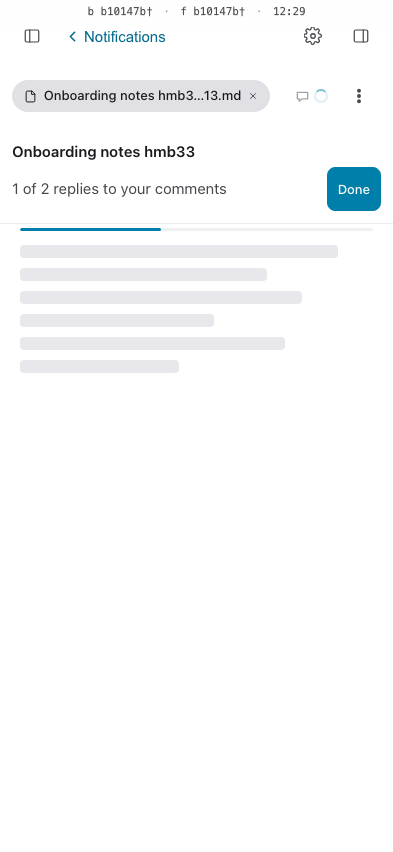 b b10147b† · f b10147b† · 12:29
Notifications
Onboarding notes hmb3...13.md ×
Onboarding notes hmb33
1 of 2 replies to your comments
Done